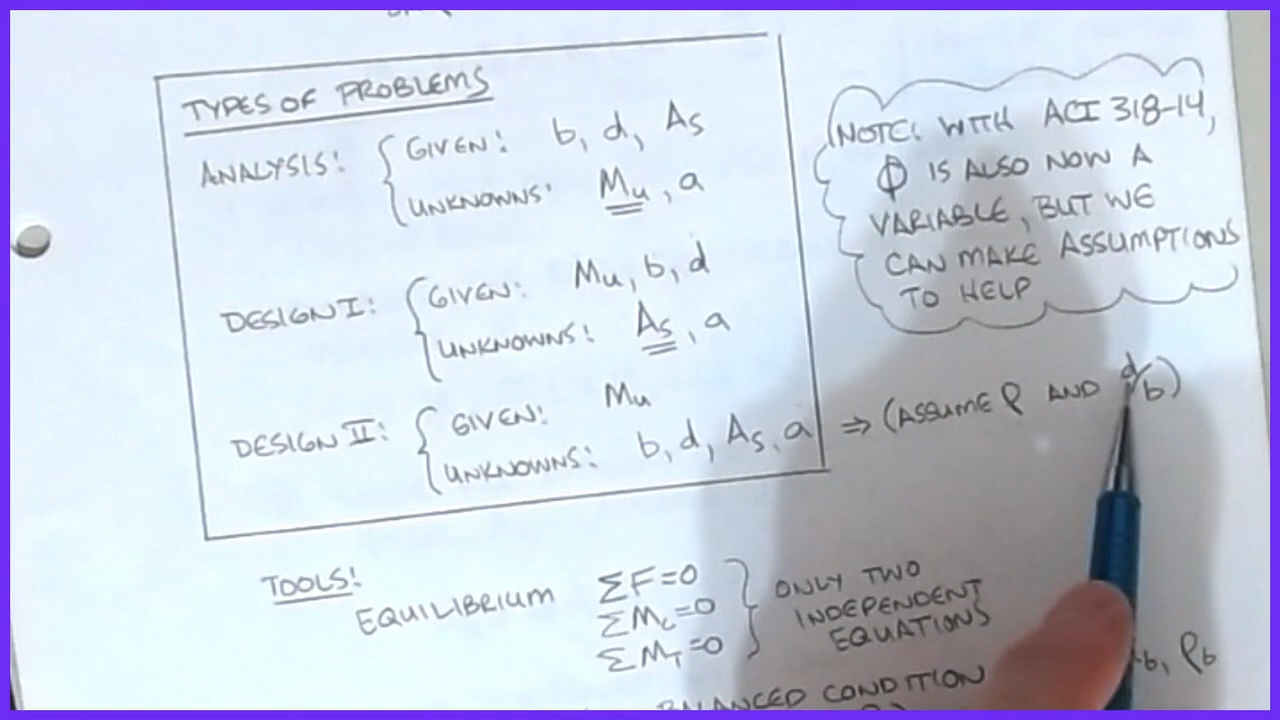 TYPES OF PROBLEMS
ANALYSIS: { GIVEN: b, d, As
UNKNOWNS: Mu, a
DESIGN I: { GIVEN: Mu, b, d
UNKNOWNS: As, a
DESIGN II: { GIVEN: Mu
UNKNOWNS: b, d, As, a ⇒ (ASSUME ρ AND d/b)
NOTE: WITH ACI 318-14,
ϕ IS ALSO NOW A
VARIABLE, BUT WE
CAN MAKE ASSUMPTIONS
TO HELP
TOOLS:
EQUILIBRIUM
ΣF=0
ΣMc=0
ΣMT=0
} ONLY TWO
INDEPENDENT
EQUATIONS
BALANCED CONDITION
b, ρb